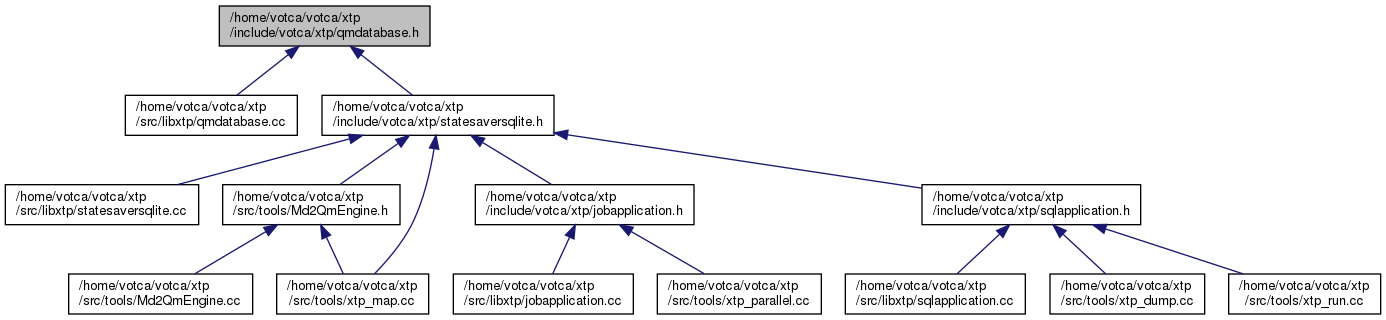 /home/votca/votca/xtp
/include/votca/xtp/qmdatabase.h
/home/votca/votca/xtp
/src/libxtp/qmdatabase.cc
/home/votca/votca/xtp
/include/votca/xtp/statesaversqlite.h
/home/votca/votca/xtp
/src/libxtp/statesaversqlite.cc
/home/votca/votca/xtp
/src/tools/Md2QmEngine.h
/home/votca/votca/xtp
/include/votca/xtp/jobapplication.h
/home/votca/votca/xtp
/include/votca/xtp/sqlapplication.h
/home/votca/votca/xtp
/src/tools/Md2QmEngine.cc
/home/votca/votca/xtp
/src/tools/xtp_map.cc
/home/votca/votca/xtp
/src/libxtp/jobapplication.cc
/home/votca/votca/xtp
/src/tools/xtp_parallel.cc
/home/votca/votca/xtp
/src/libxtp/sqlapplication.cc
/home/votca/votca/xtp
/src/tools/xtp_dump.cc
/home/votca/votca/xtp
/src/tools/xtp_run.cc